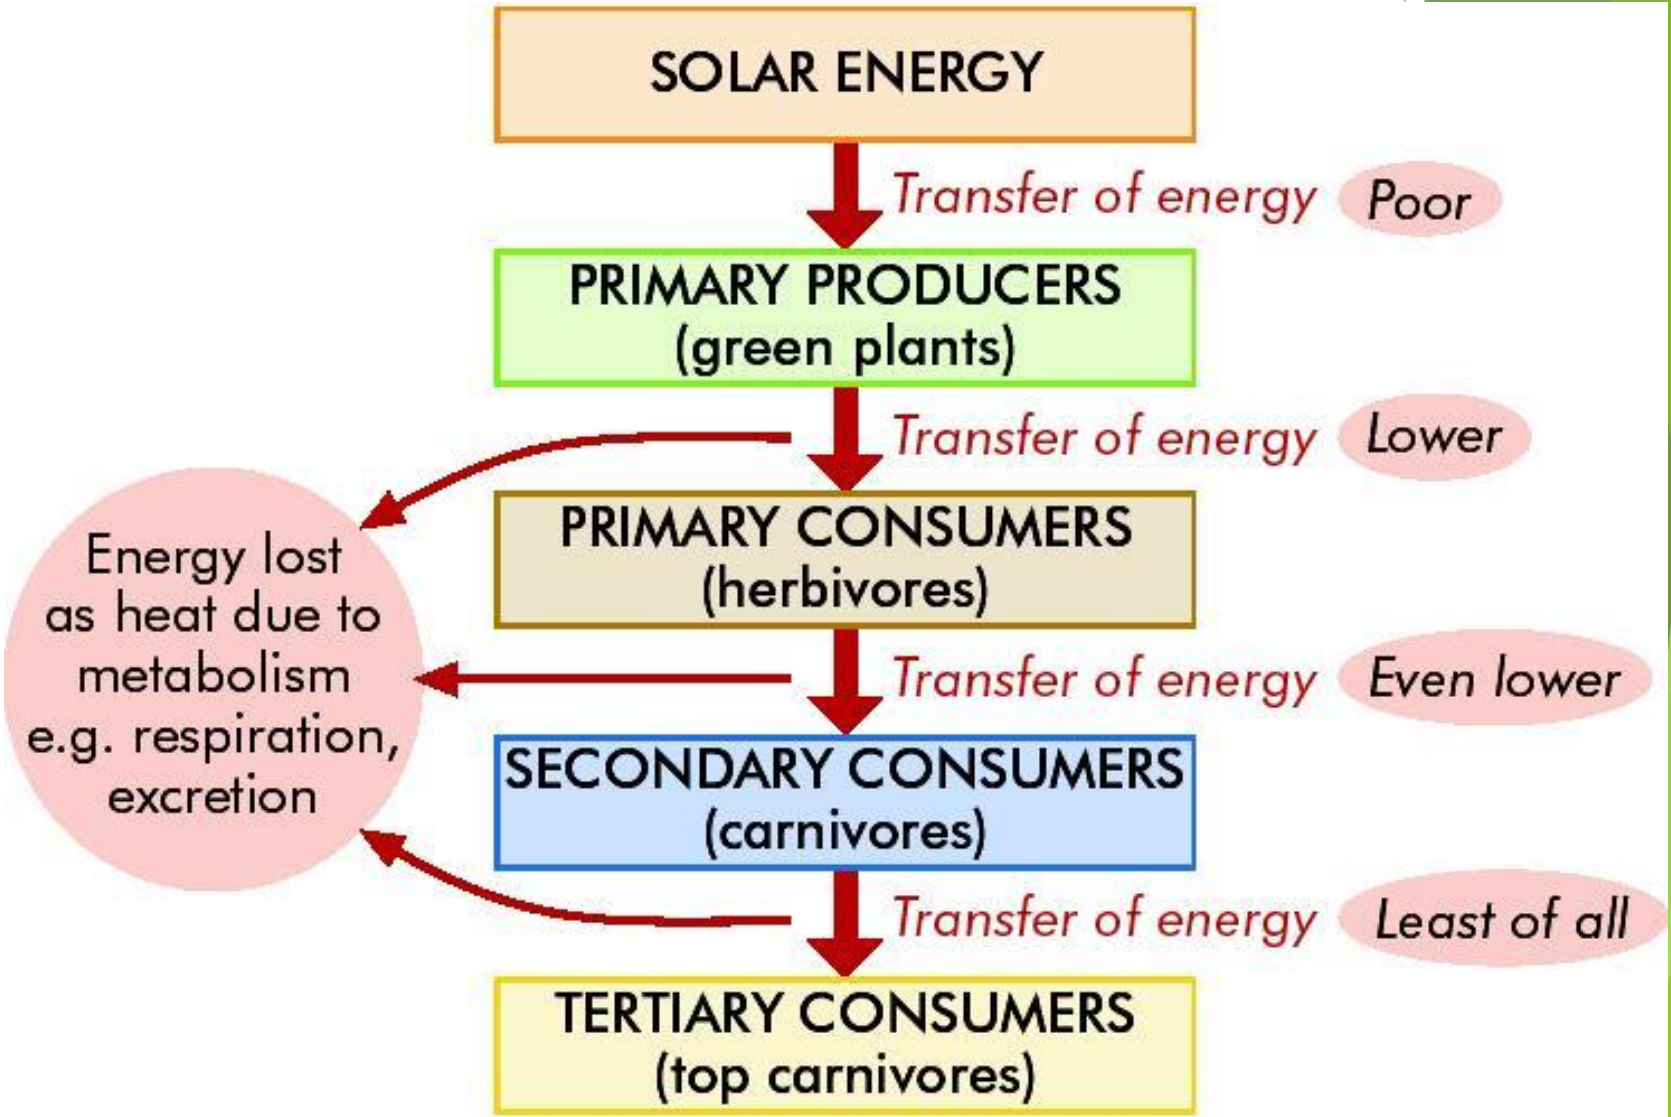 SOLAR ENERGY
Transfer of energy Poor
PRIMARY PRODUCERS
(green plants)
Transfer of energy Lower
PRIMARY CONSUMERS
(herbivores)
Energy lost
as heat due to
metabolism
e.g. respiration,
excretion
Transfer of energy Even lower
SECONDARY CONSUMERS
(carnivores)
Transfer of energy Least of all
TERTIARY CONSUMERS
(top carnivores)